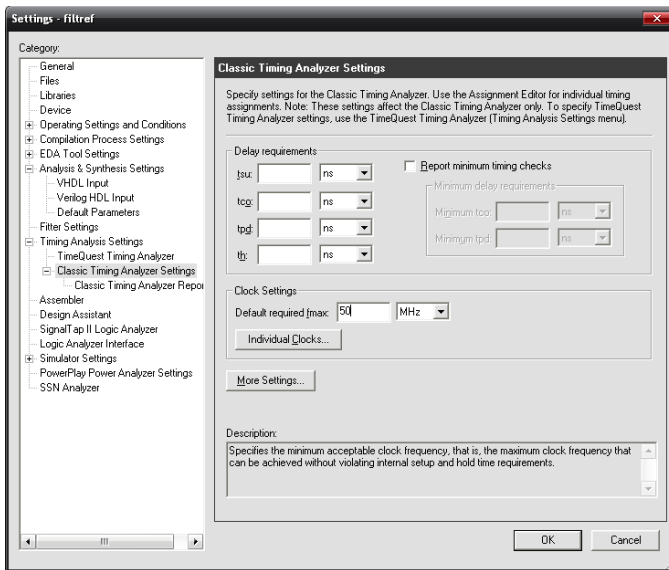 Settings - filtref
Category:
General
Files
Libraries
Device
Operating Settings and Conditions
Compilation Process Settings
EDA Tool Settings
Analysis & Synthesis Settings
VHDL Input
Verilog HDL Input
Default Parameters
Fitter Settings
Timing Analysis Settings
TimeQuest Timing Analyzer
Classic Timing Analyzer Settings
Classic Timing Analyzer Repor
Assembler
Design Assistant
SignalTap II Logic Analyzer
Logic Analyzer Interface
Simulator Settings
PowerPlay Power Analyzer Settings
SSN Analyzer
Classic Timing Analyzer Settings
Specify settings for the Classic Timing Analyzer. Use the Assignment Editor for individual timing
assignments. Note: These settings affect the Classic Timing Analyzer only. To specify TimeQuest
Timing Analyzer settings, use the TimeQuest Timing Analyzer (Timing Analysis Settings menu).
Delay requirements
tsu: ns
tco: ns
tpd: ns
th: ns
Report minimum timing checks
Minimum delay requirements
Minimum tco: ns
Minimum tpd: ns
Clock Settings
Default required fmax: 50 MHz
Individual Clocks...
More Settings...
Description:
Specifies the minimum acceptable clock frequency, that is, the maximum clock frequency that
can be achieved without violating internal setup and hold time requirements.
OK Cancel